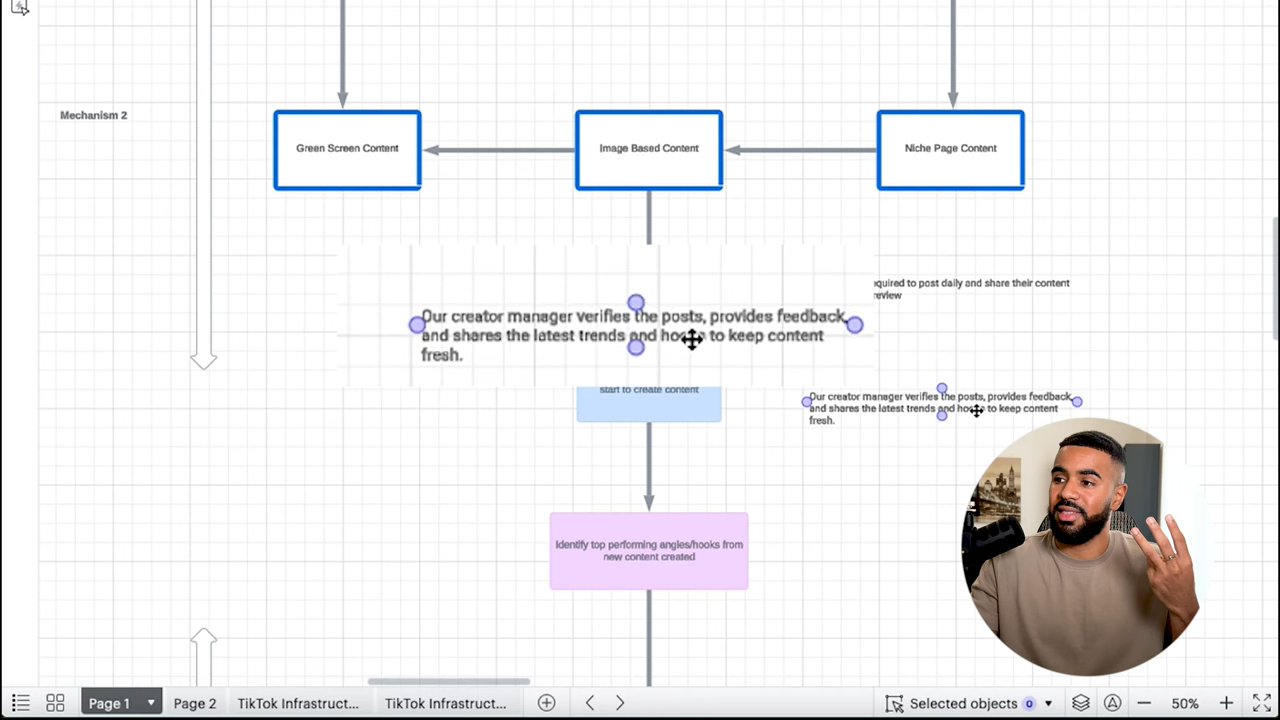 Mechanism 2
Green Screen Content
Image Based Content
Niche Page Content
quired to post daily and share their content
review
Our creator manager verifies the posts, provides feedback,
and shares the latest trends and to keep content
fresh.
start to create content
Our creator manager verifies the posts, provides feedback,
and shares the latest trends and to keep content
fresh.
Identify top performing angles/hooks from
new content created
Page 1
Page 2
TikTok Infrastruct...
TikTok Infrastruct...
Selected objects 0
50%